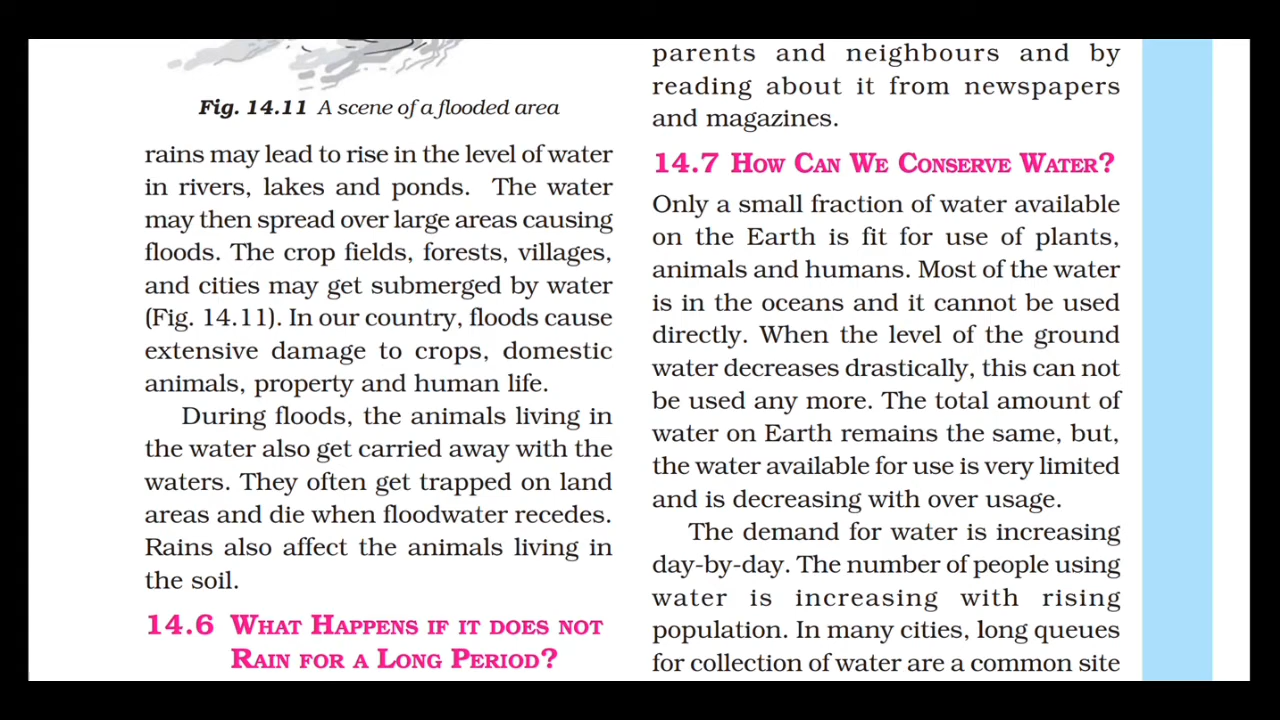 Fig. 14.11 A scene of a flooded area
rains may lead to rise in the level of water
in rivers, lakes and ponds. The water
may then spread over large areas causing
floods. The crop fields, forests, villages,
and cities may get submerged by water
(Fig. 14.11). In our country, floods cause
extensive damage to crops, domestic
animals, property and human life.
During floods, the animals living in
the water also get carried away with the
waters. They often get trapped on land
areas and die when floodwater recedes.
Rains also affect the animals living in
the soil.
14.6 What Happens if it does not
Rain for a Long Period?
parents and neighbours and by
reading about it from newspapers
and magazines.
14.7 How Can We Conserve Water?
Only a small fraction of water available
on the Earth is fit for use of plants,
animals and humans. Most of the water
is in the oceans and it cannot be used
directly. When the level of the ground
water decreases drastically, this can not
be used any more. The total amount of
water on Earth remains the same, but,
the water available for use is very limited
and is decreasing with over usage.
The demand for water is increasing
day-by-day. The number of people using
water is increasing with rising
population. In many cities, long queues
for collection of water are a common site